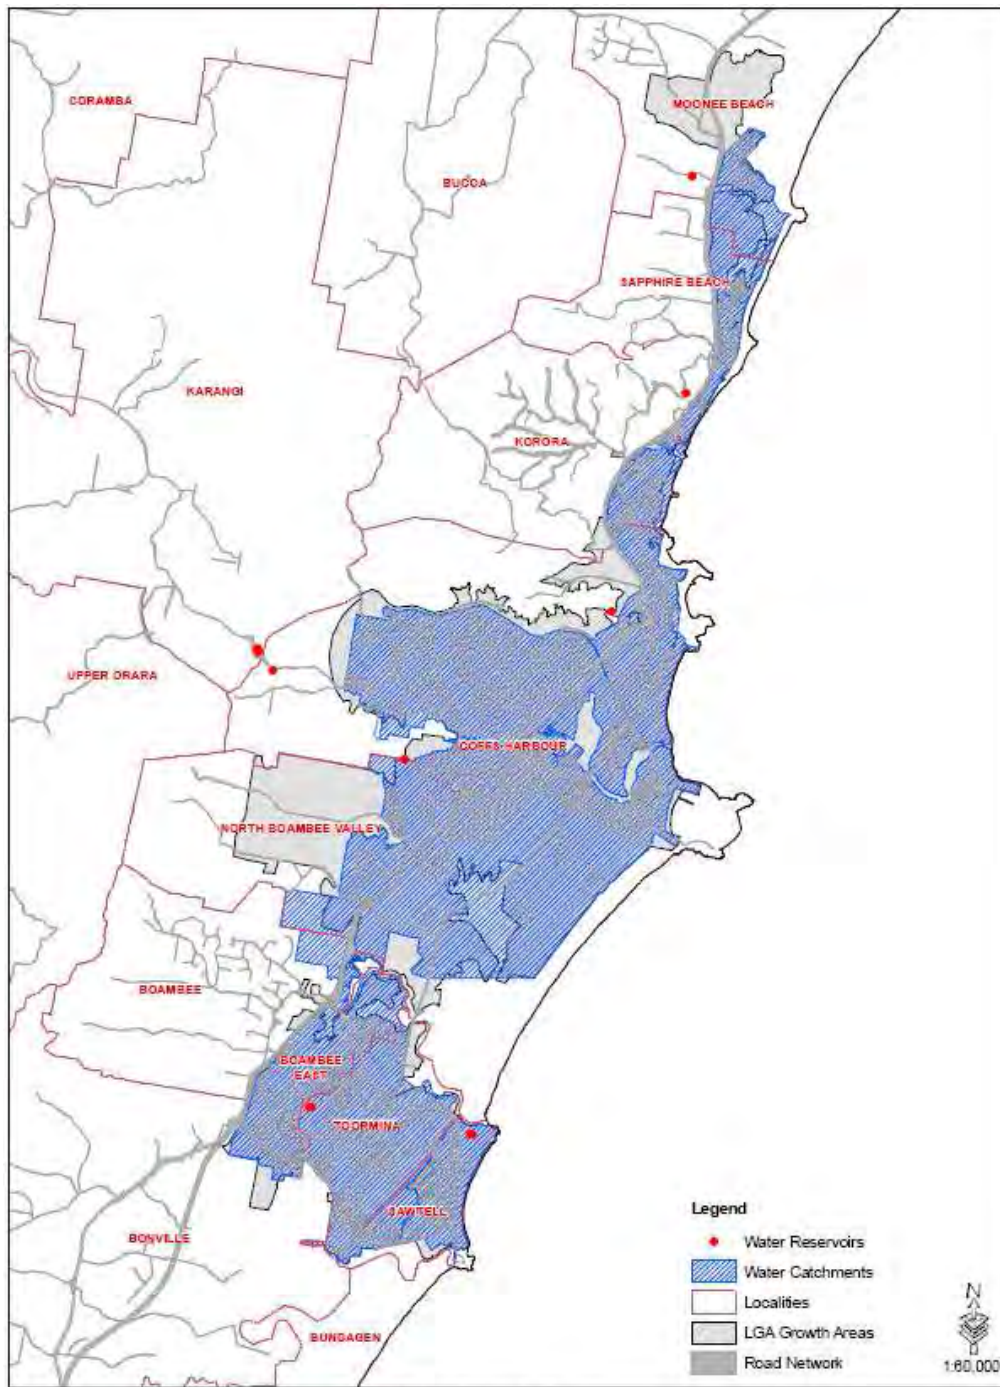 MOONEE BEACH
CORAMBA
BUCCA
SAPPHIRE BEACH
KARANGI
KORORA
UPPER ORARA
COFFS HARBOUR
NORTH BOAMBEE VALLEY
BOAMBEE
BOAMBEE
EAST
TOORMINA
SAWTELL
BONVILLE
BUNDAGEN
Legend
Water Reservoirs
Water Catchments
Localities
LGA Growth Areas
Road Network
N
1:60,000